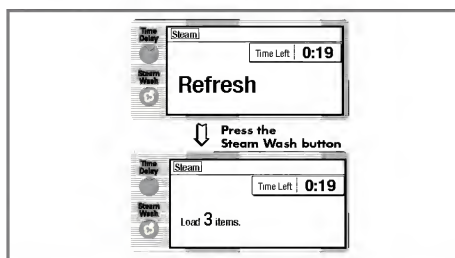 Time
Delay
Steam
Time Left 0:19
Steam
Wash
Refresh
Press the
Steam Wash button
Time
Delay
Steam
Time Left 0:19
Steam
Wash
Load 3 items.